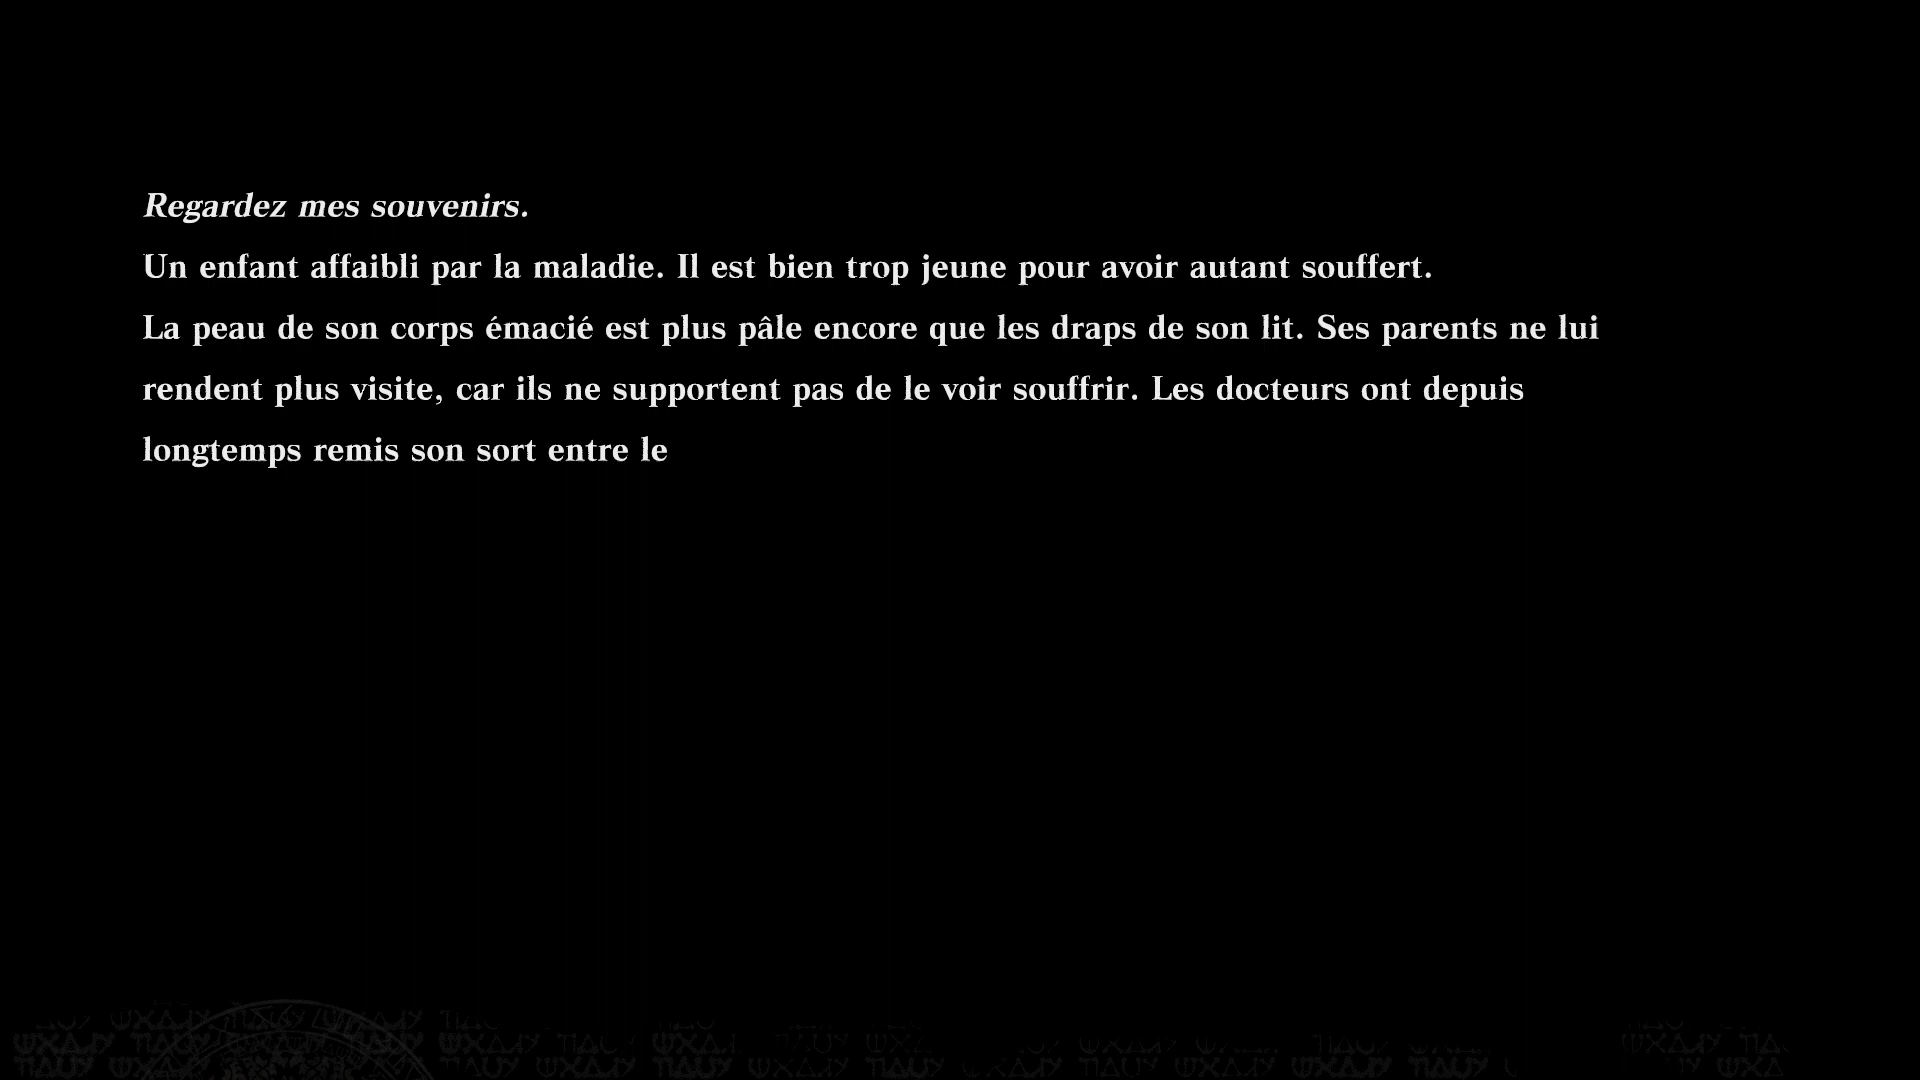 Regardez mes souvenirs.
Un enfant affaibli par la maladie. Il est bien trop jeune pour avoir autant souffert.
La peau de son corps émacié est plus pâle encore que les draps de son lit. Ses parents ne lui
rendent plus visite, car ils ne supportent pas de le voir souffrir. Les docteurs ont depuis
longtemps remis son sort entre le